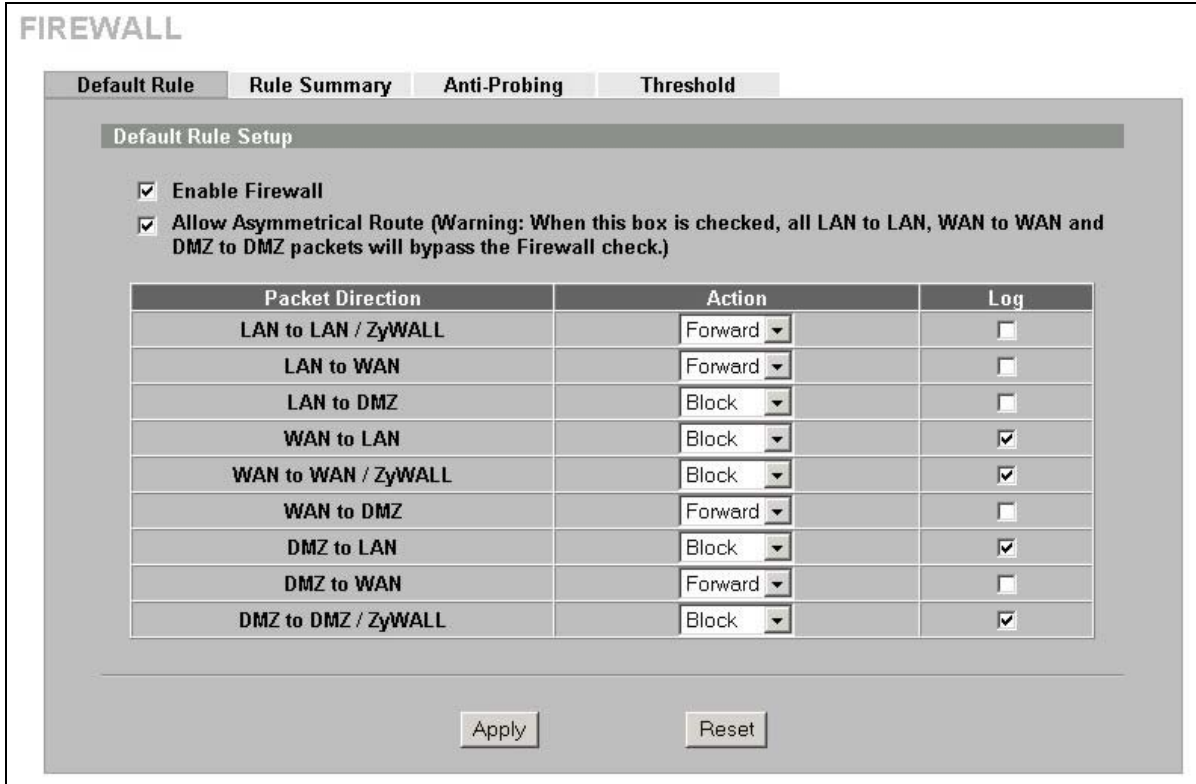 FIREWALL
Default Rule Rule Summary Anti-Probing Threshold
Default Rule Setup
Enable Firewall
Allow Asymmetrical Route (Warning: When this box is checked, all LAN to LAN, WAN to WAN and
DMZ to DMZ packets will bypass the Firewall check.)
Packet Direction Action Log
LAN to LAN / ZyWALL Forward
LAN to WAN Forward
LAN to DMZ Block
WAN to LAN Block
WAN to WAN / ZyWALL Block
WAN to DMZ Forward
DMZ to LAN Block
DMZ to WAN Forward
DMZ to DMZ / ZyWALL Block
Apply Reset